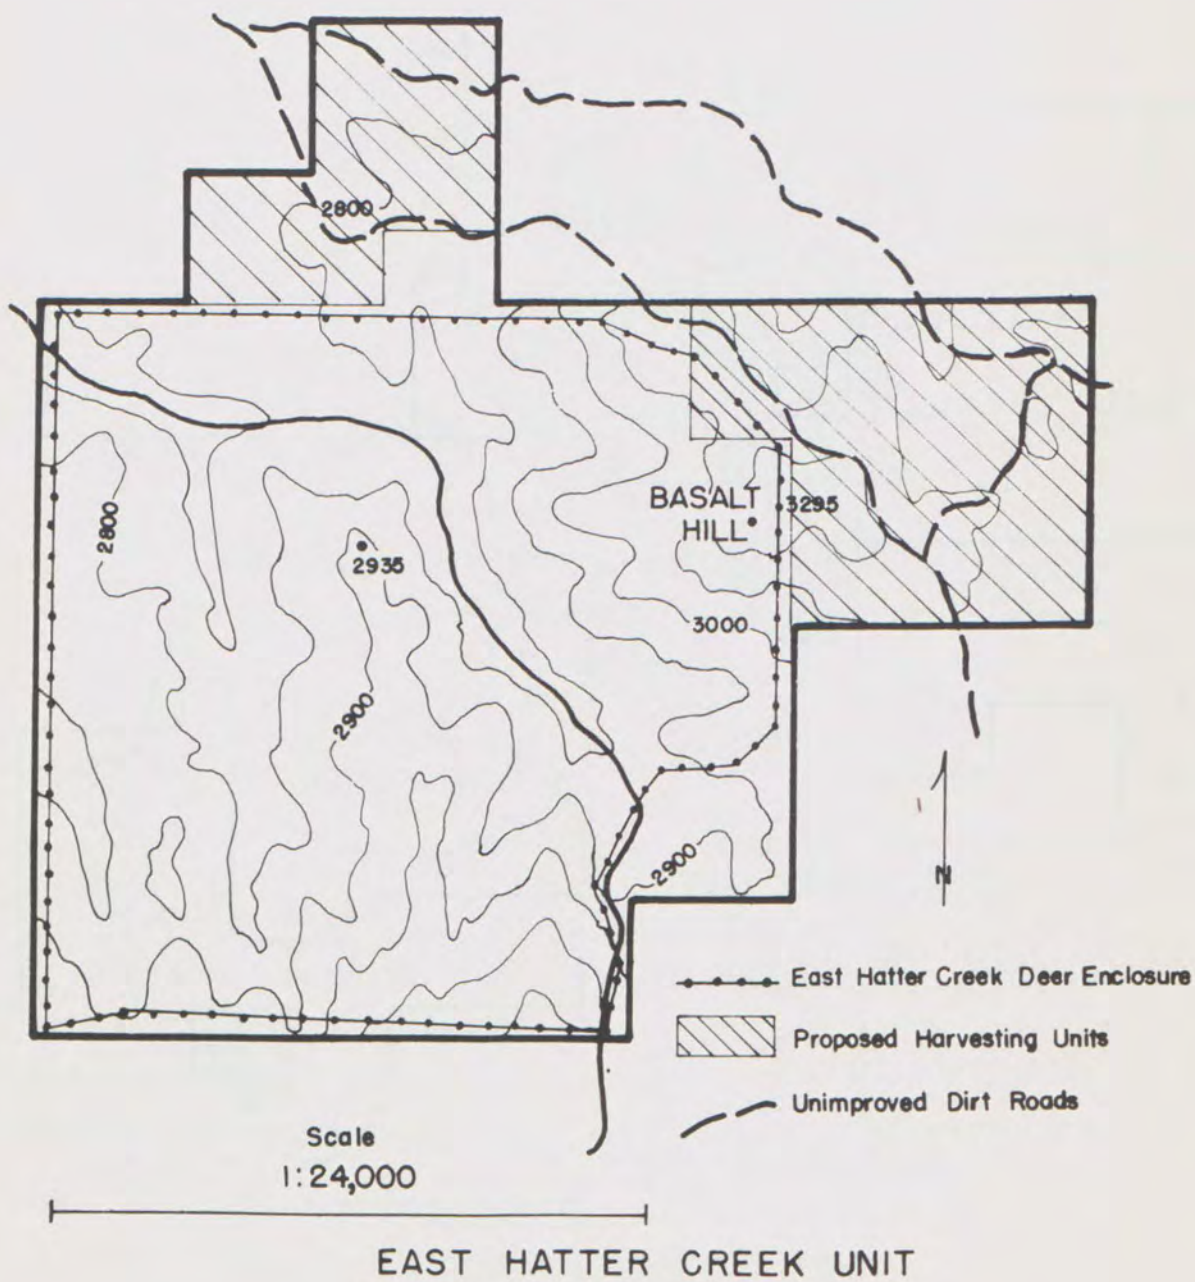 2800
BASALT
HILL
3295
2800
2935
3000
2900
2900
N
East Hatter Creek Deer Enclosure
Proposed Harvesting Units
Unimproved Dirt Roads
Scale
1:24,000
EAST HATTER CREEK UNIT